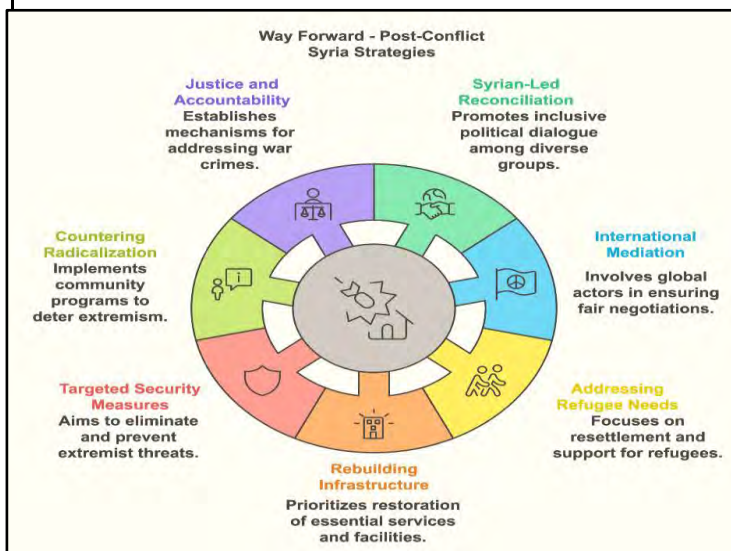 Way Forward - Post-Conflict
Syria Strategies
Justice and
Accountability
Establishes
mechanisms for
addressing war
crimes.
Syrian-Led
Reconciliation
Promotes inclusive
political dialogue
among diverse
groups.
International
Mediation
Involves global
actors in ensuring
fair negotiations.
Addressing
Refugee Needs
Focuses on
resettlement and
support for refugees.
Rebuilding
Infrastructure
Prioritizes restoration
of essential services
and facilities.
Targeted Security
Measures
Aims to eliminate
and prevent
extremist threats.
Countering
Radicalization
Implements
community
programs to
deter extremism.
i